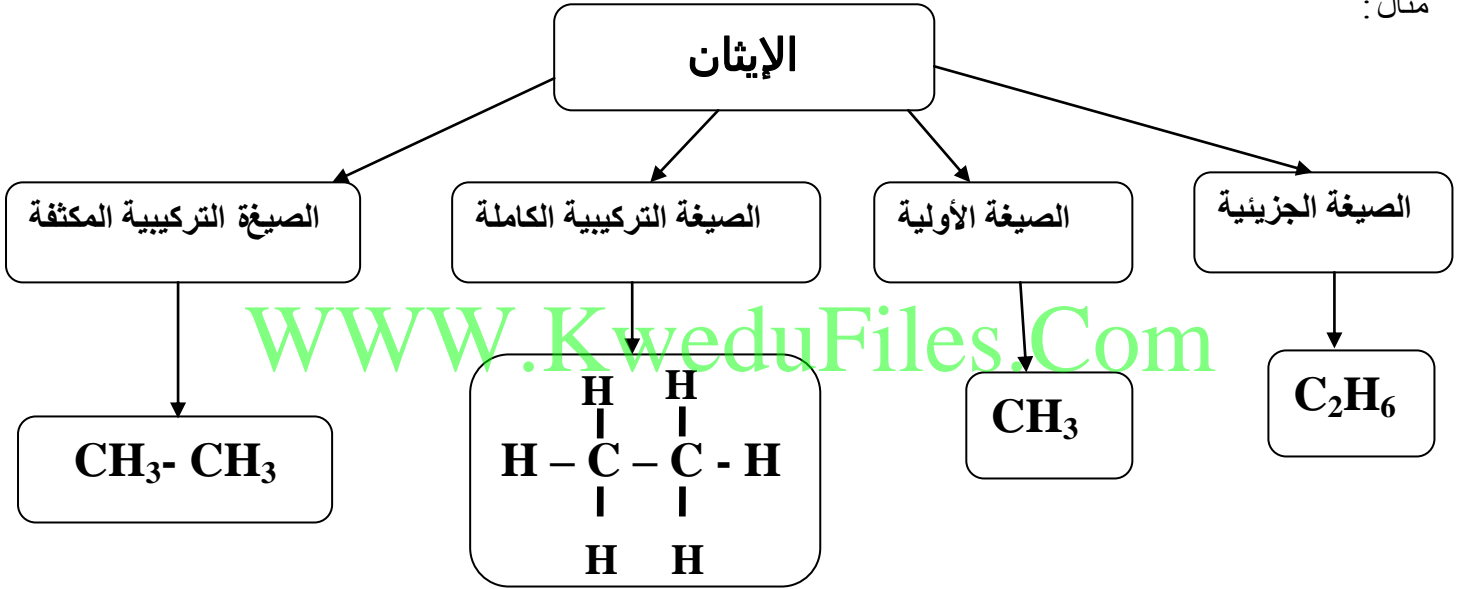 مثال :
الإيثان
الصيغة الجزيئية
الصيغة الأولية
الصيغة التركيبية الكاملة
الصيغة التركيبية المكثفة
WWW.KweduFiles.Com
C₂H₆
CH₃
H H
H – C – C - H
H H
CH₃- CH₃